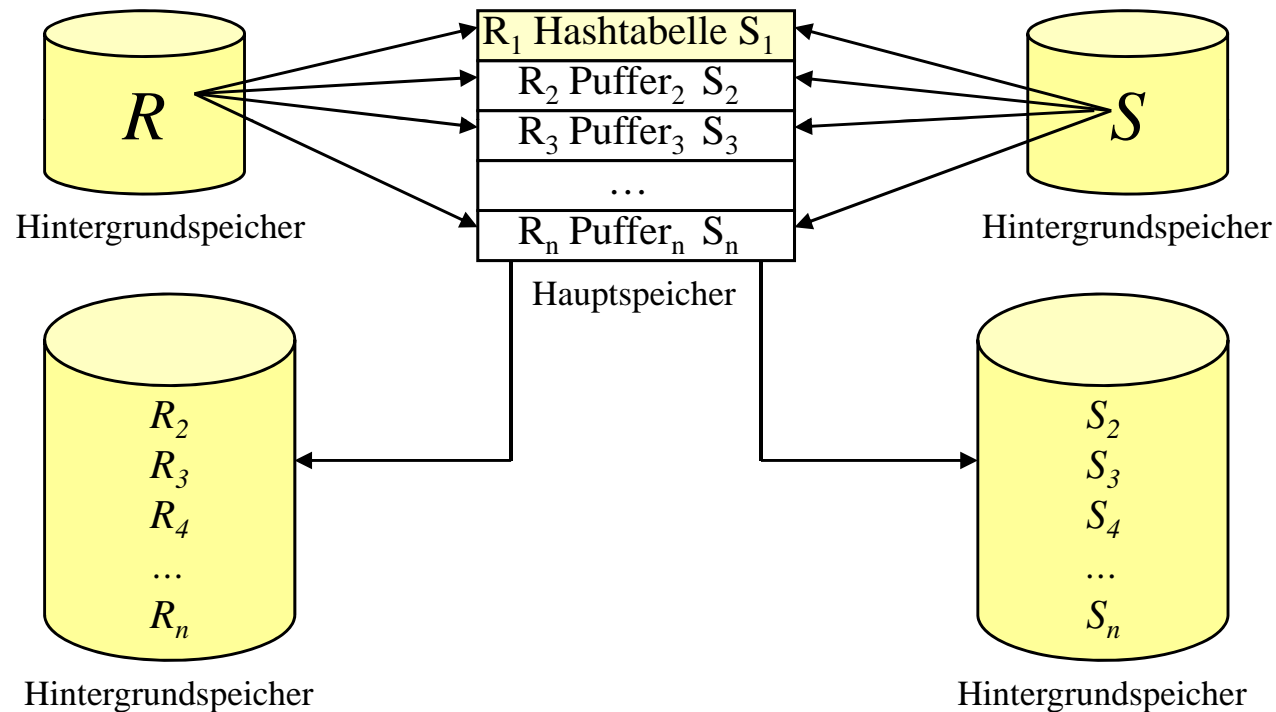 R
Hintergrundspeicher
R₁ Hashtabelle S₁
R₂ Puffer₂ S₂
R₃ Puffer₃ S₃
…
Rₙ Pufferₙ Sₙ
Hauptspeicher
S
Hintergrundspeicher
R₂
R₃
R₄
...
Rₙ
Hintergrundspeicher
S₂
S₃
S₄
...
Sₙ
Hintergrundspeicher